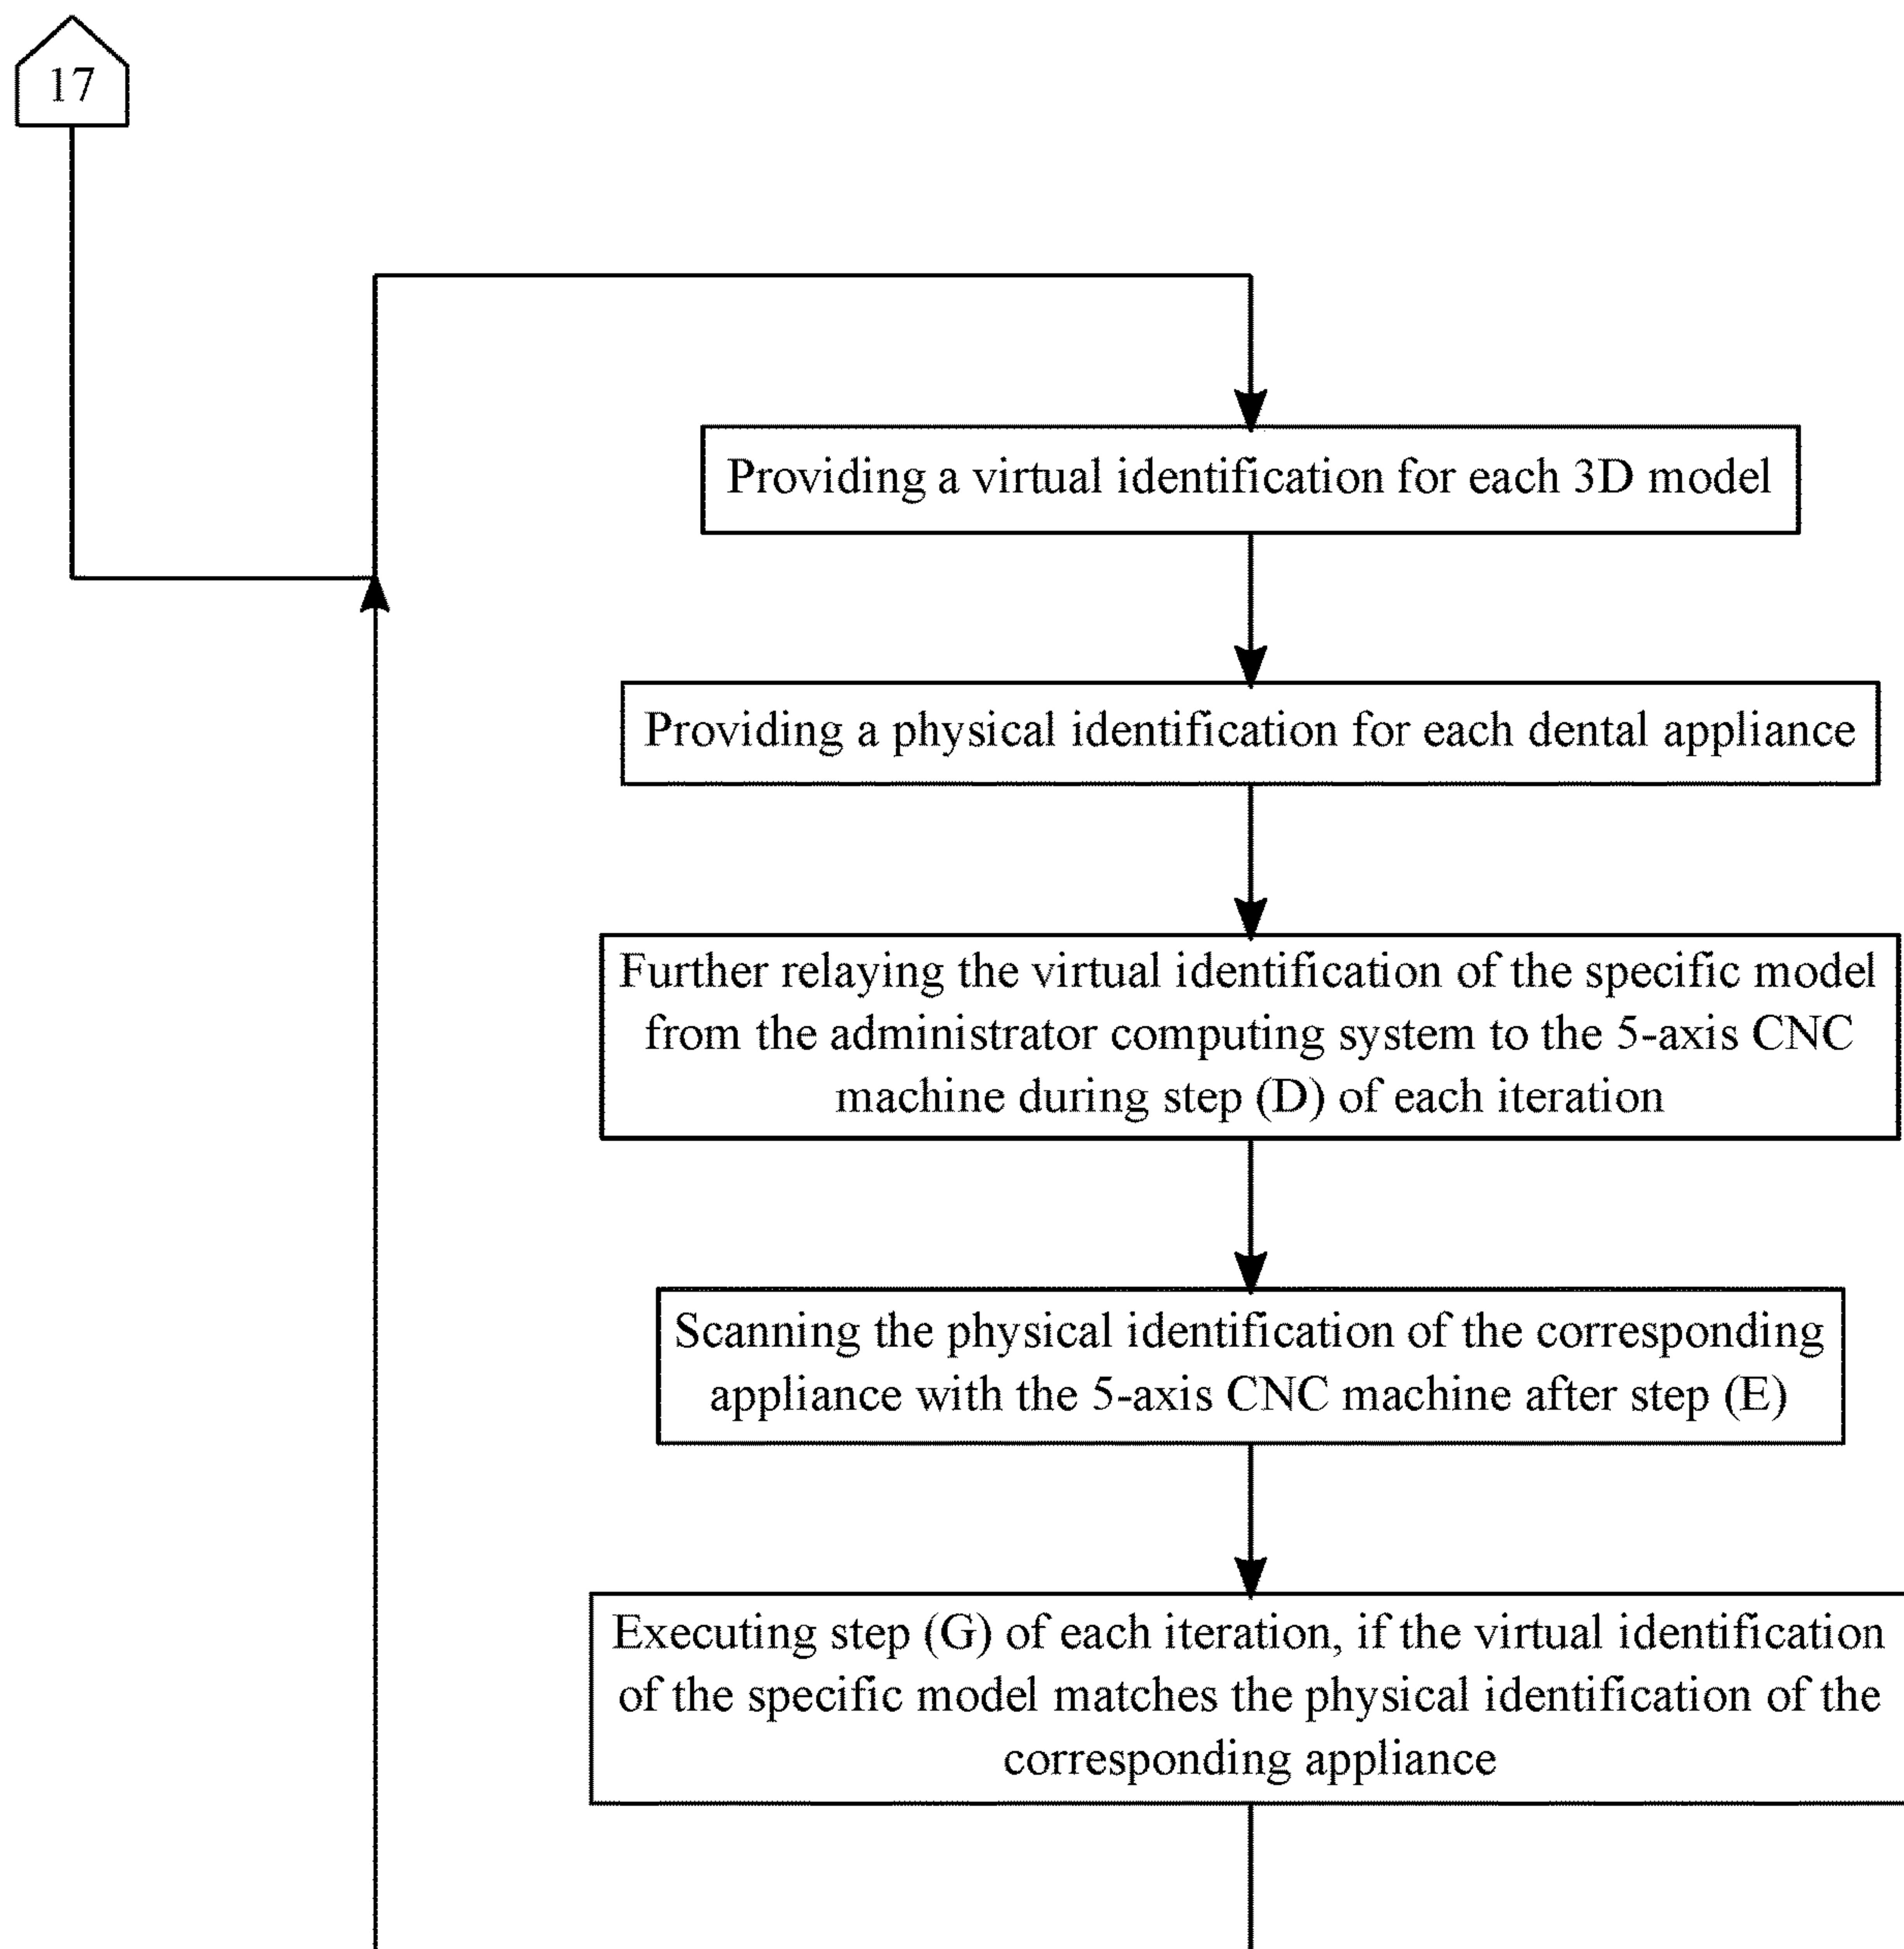 17
Providing a virtual identification for each 3D model
Providing a physical identification for each dental appliance
Further relaying the virtual identification of the specific model
from the administrator computing system to the 5-axis CNC
machine during step (D) of each iteration
Scanning the physical identification of the corresponding
appliance with the 5-axis CNC machine after step (E)
Executing step (G) of each iteration, if the virtual identification
of the specific model matches the physical identification of the
corresponding appliance